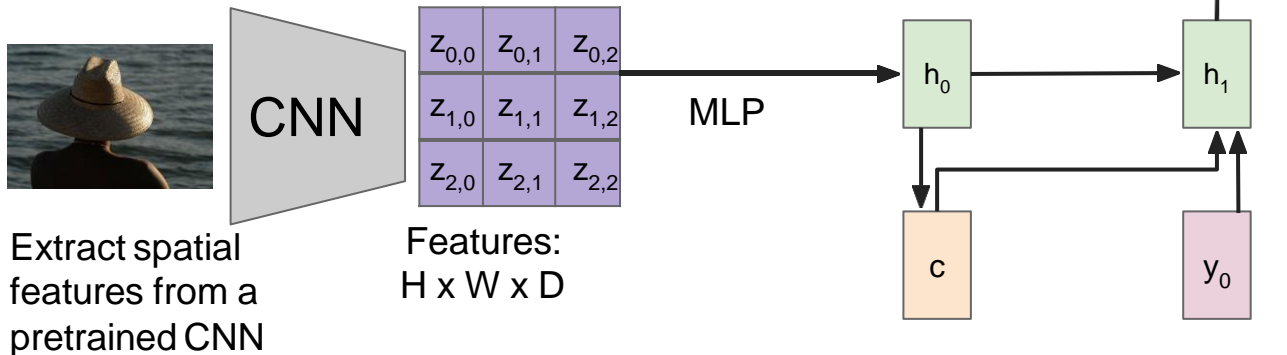 CNN
z0,0 z0,1 z0,2
z1,0 z1,1 z1,2
z2,0 z2,1 z2,2
MLP
h0
h1
Extract spatial
features from a
pretrained CNN
Features:
H x W x D
c
y0